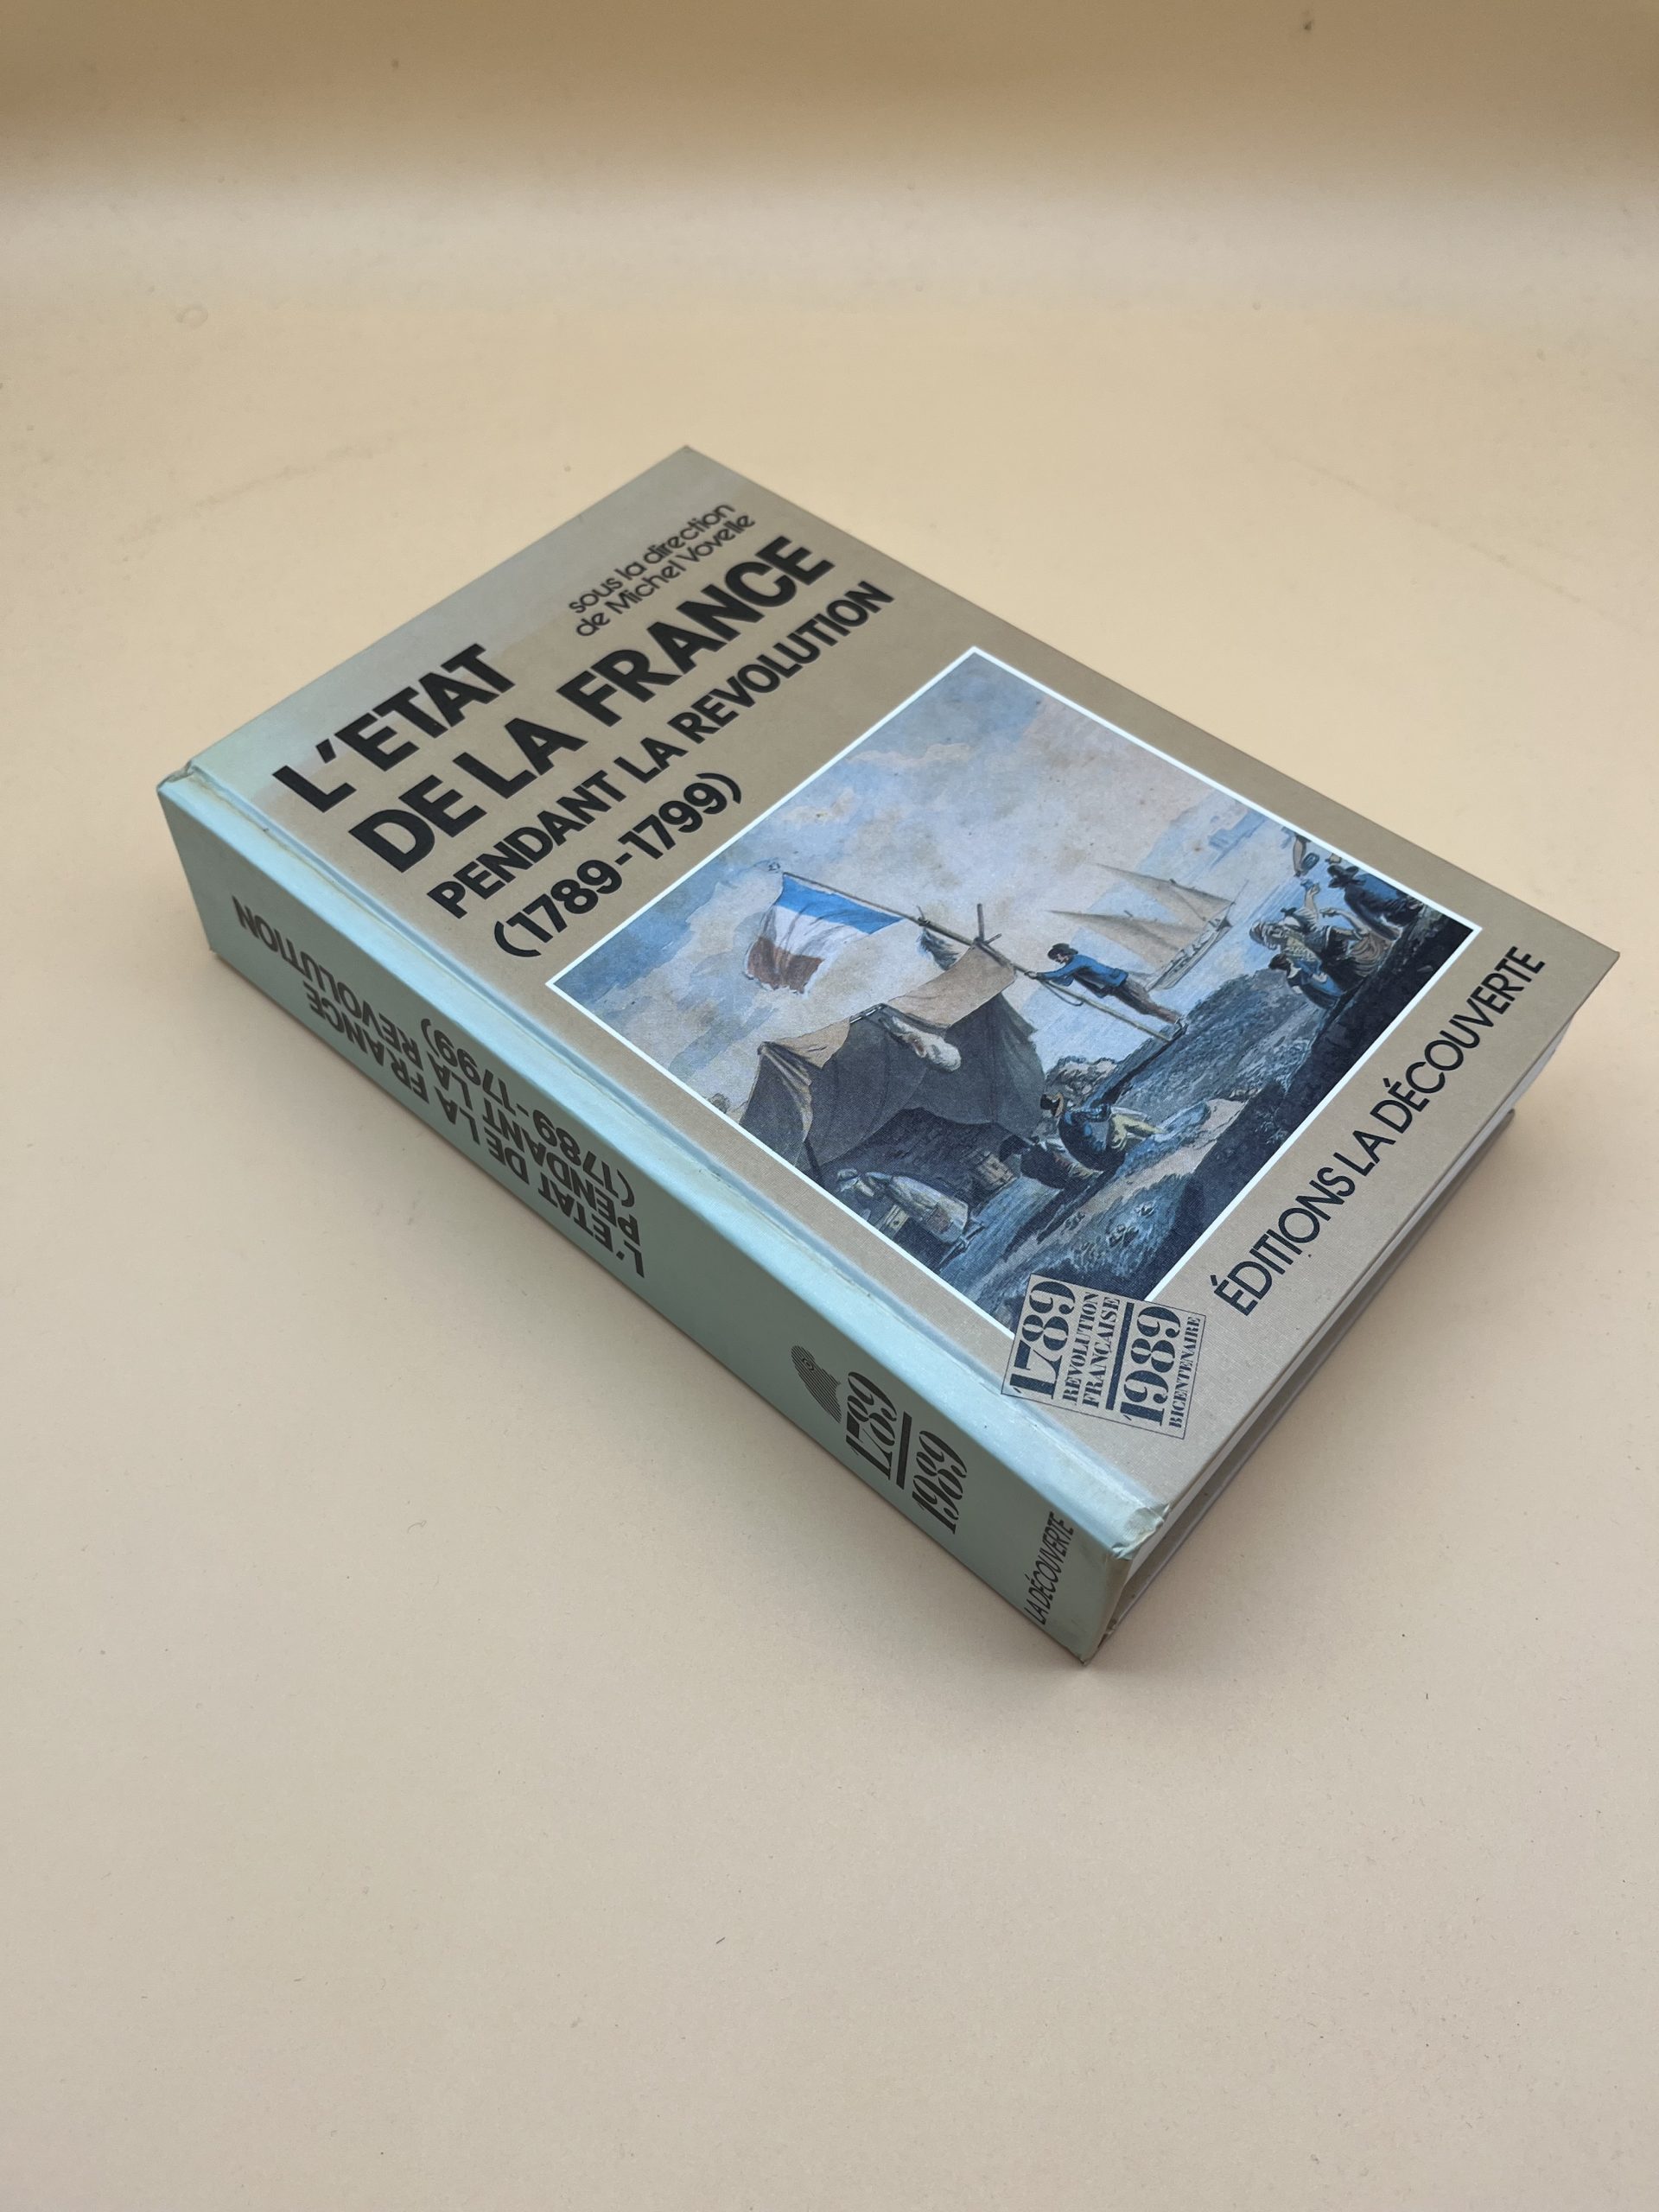 sous la direction
de Michel Vovelle
L'ETAT
DE LA FRANCE
PENDANT LA REVOLUTION
(1789-1799)
1789
REVOLUTION
FRANÇAISE
1989
BICENTENAIRE
ÉDITIONS LA DÉCOUVERTE
L'ETAT DE LA FRANCE
PENDANT LA REVOLUTION
(1789-1799)
1789
1989
LA DÉCOUVERTE